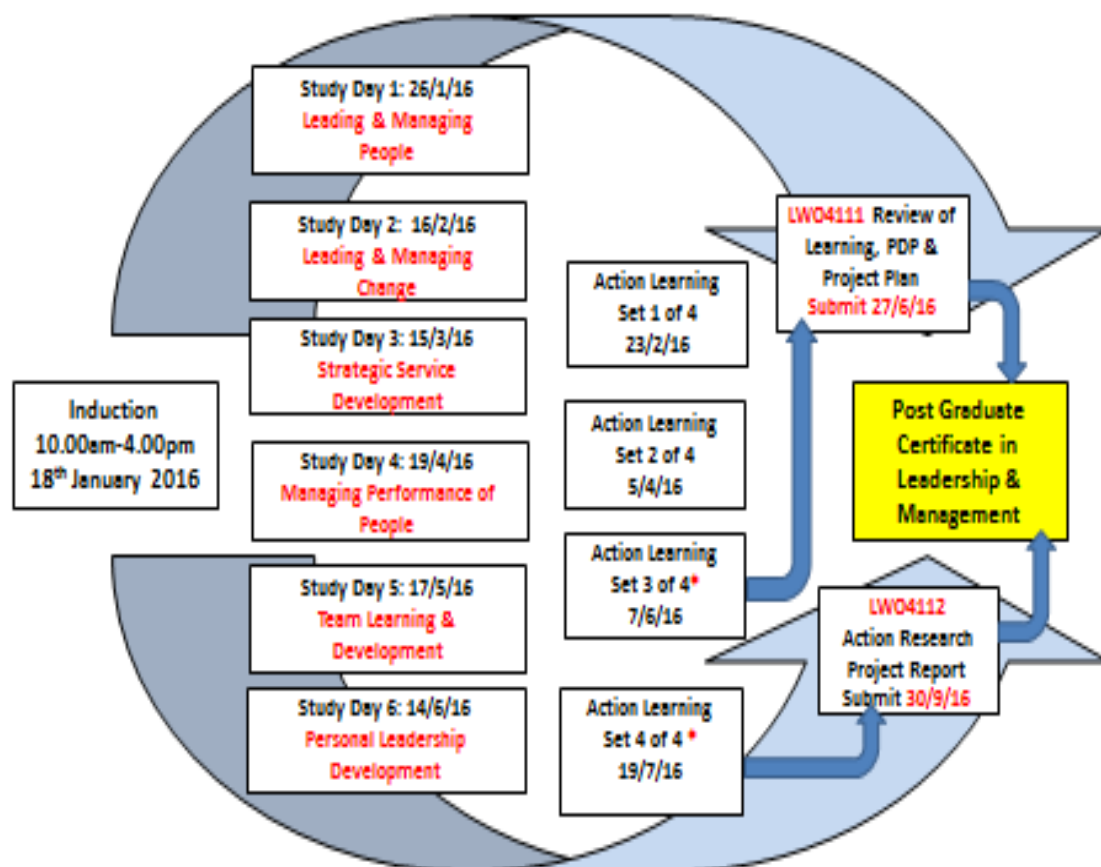 Induction
10.00am-4.00pm
18th January 2016
Study Day 1: 26/1/16
Leading & Managing
People
Study Day 2: 16/2/16
Leading & Managing
Change
Study Day 3: 15/3/16
Strategic Service
Development
Study Day 4: 19/4/16
Managing Performance of
People
Study Day 5: 17/5/16
Team Learning &
Development
Study Day 6: 14/6/16
Personal Leadership
Development
Action Learning
Set 1 of 4
23/2/16
Action Learning
Set 2 of 4
5/4/16
Action Learning
Set 3 of 4*
7/6/16
Action Learning
Set 4 of 4 *
19/7/16
LWO4111 Review of
Learning, PDP &
Project Plan
Submit 27/6/16
Post Graduate
Certificate in
Leadership &
Management
LWO4112
Action Research
Project Report
Submit 30/9/16